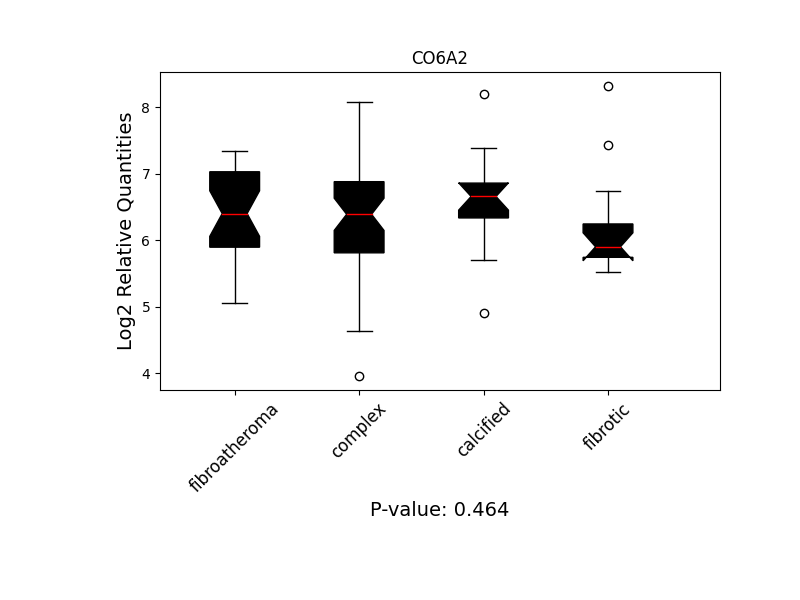 CO6A2
Log2 Relative Quantities
8
7
6
5
4
fibroatheroma
complex
calcified
fibrotic
P-value: 0.464